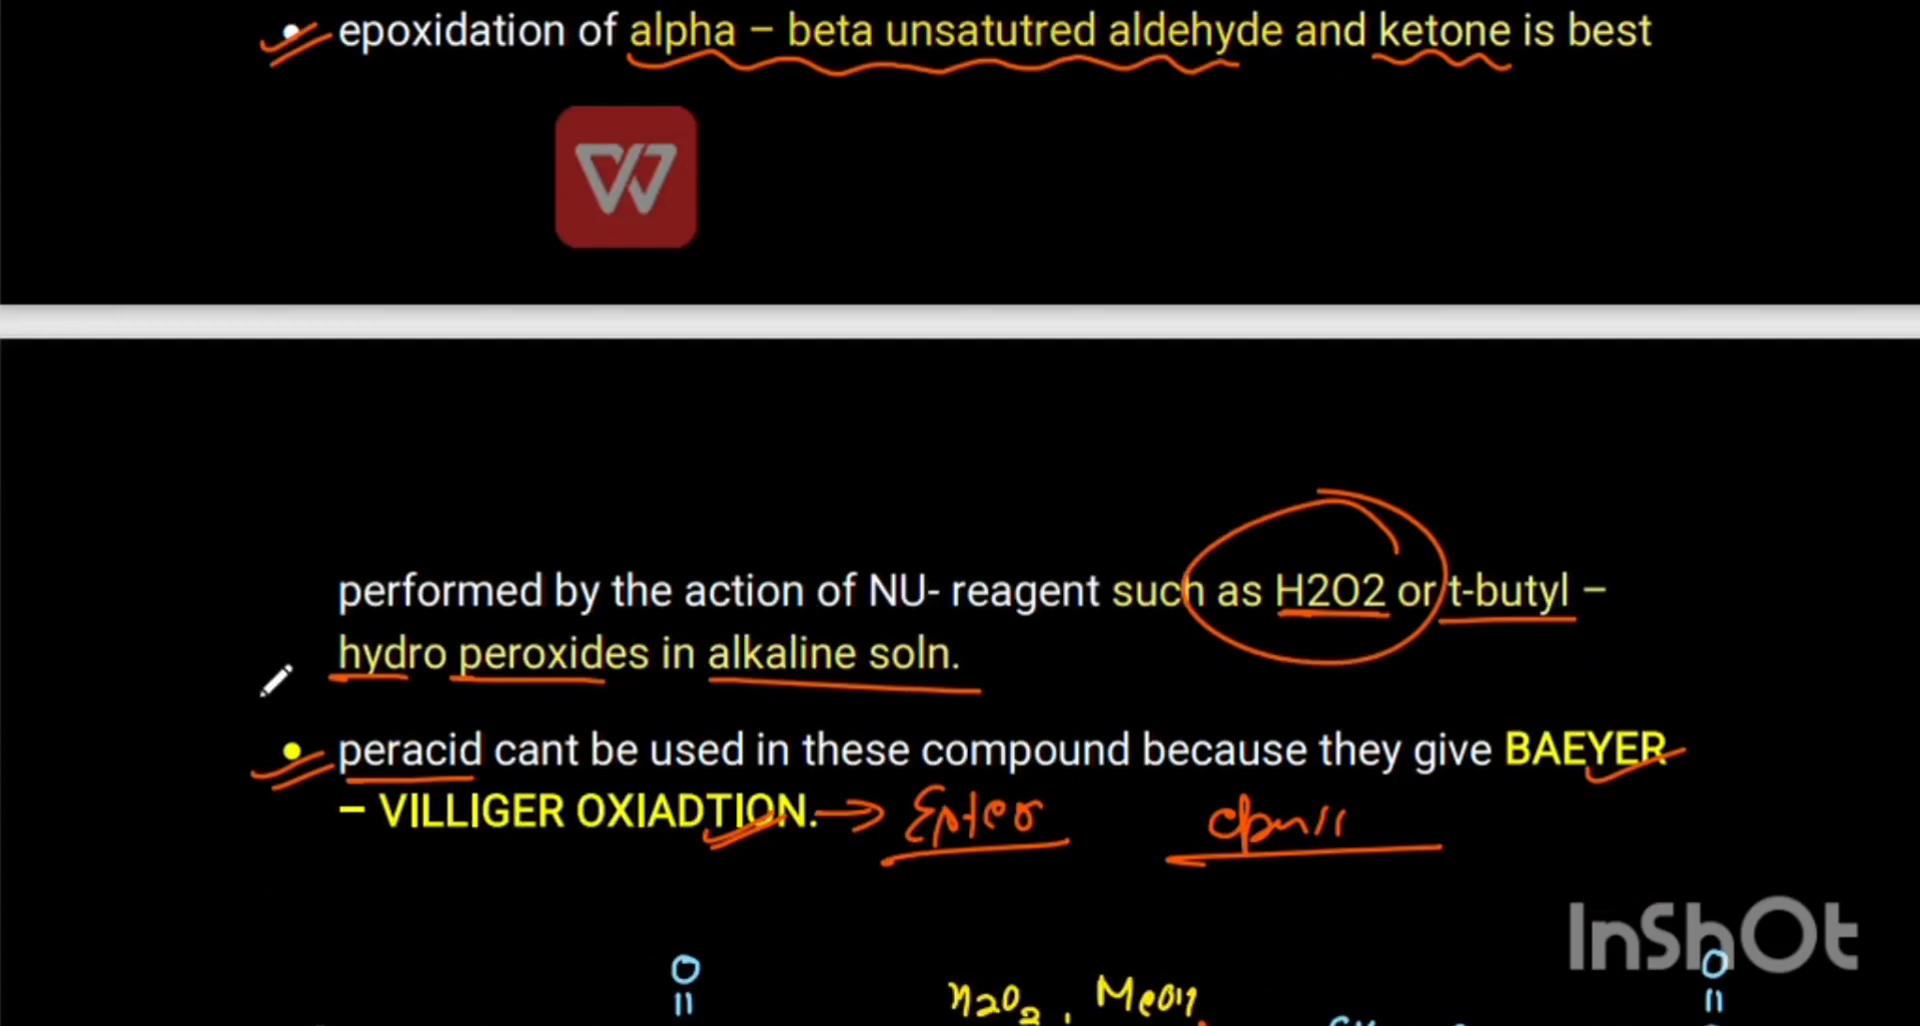 epoxidation of alpha – beta unsatutred aldehyde and ketone is best
performed by the action of NU- reagent such as H2O2 or t-butyl –
hydro peroxides in alkaline soln.
peracid cant be used in these compound because they give BAEYER
– VILLIGER OXIADTION.
InShOt
O
H2O2, MeOH
O